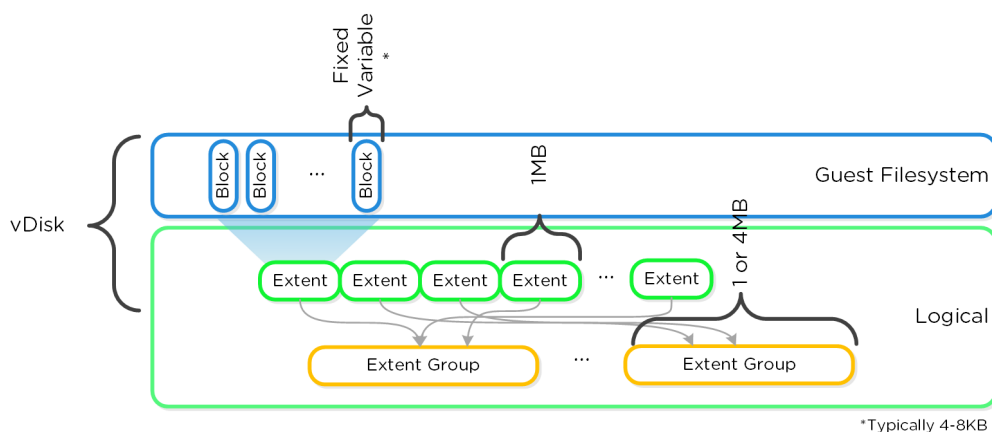 Fixed
Variable
*
Block
Block
...
Block
1MB
Guest Filesystem
vDisk
1 or 4MB
Extent
Extent
Extent
Extent
...
Extent
Logical
Extent Group
...
Extent Group
*Typically 4-8KB